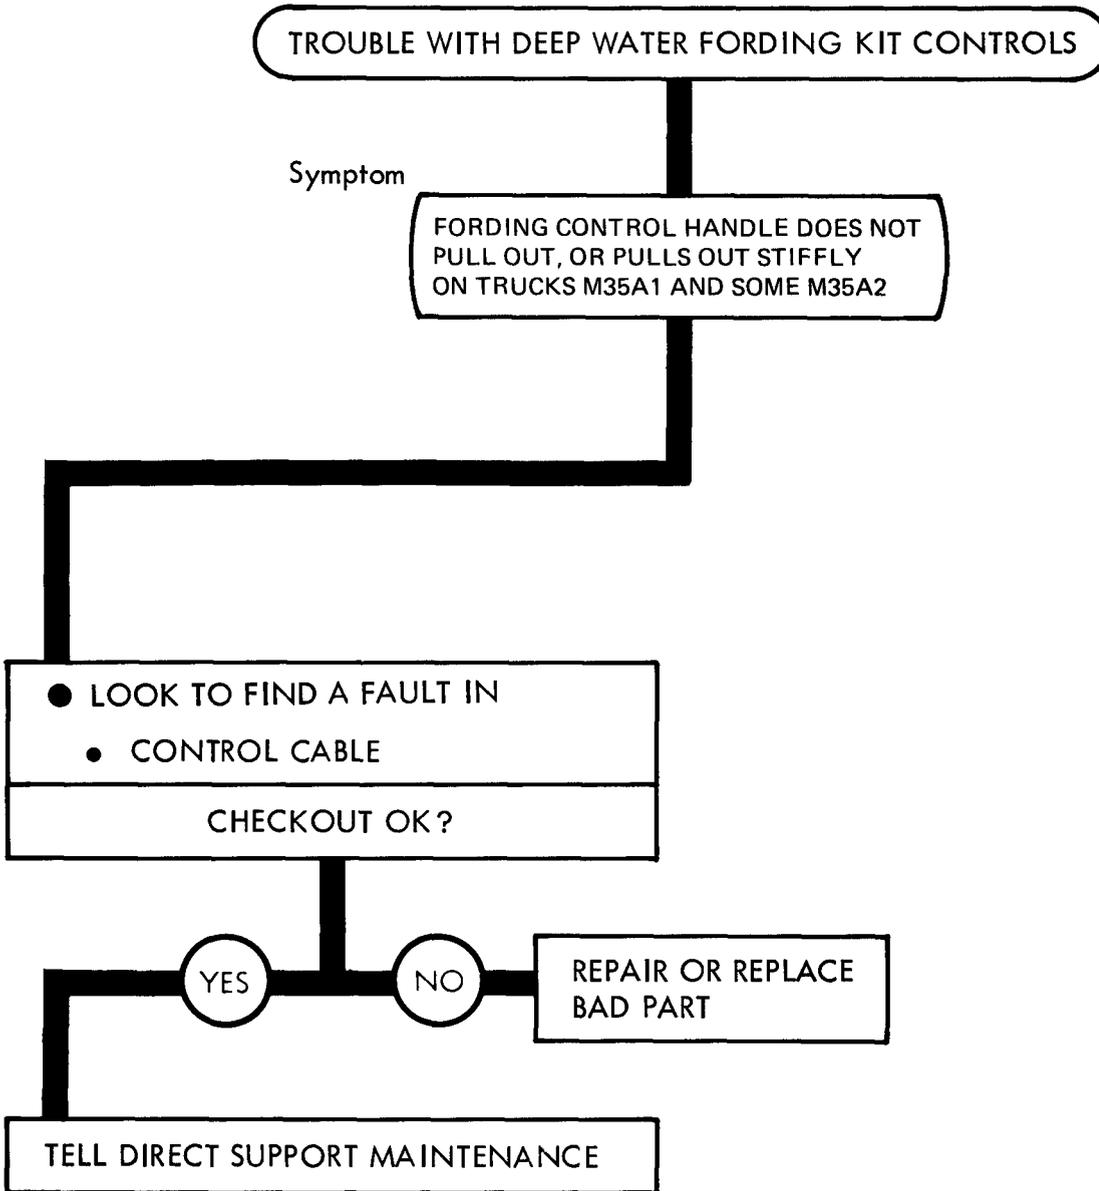 TROUBLE WITH DEEP WATER FORDING KIT CONTROLS
Symptom
FORDING CONTROL HANDLE DOES NOT
PULL OUT, OR PULLS OUT STIFFLY
ON TRUCKS M35A1 AND SOME M35A2
● LOOK TO FIND A FAULT IN
● CONTROL CABLE
CHECKOUT OK?
YES
NO
REPAIR OR REPLACE
BAD PART
TELL DIRECT SUPPORT MAINTENANCE